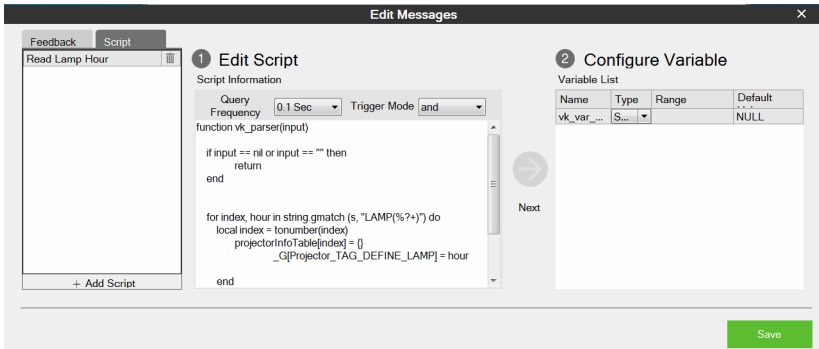 Edit Messages
Feedback Script
Read Lamp Hour
+ Add Script
1 Edit Script
Script Information
Query Frequency 0.1 Sec Trigger Mode and
function vk_parser(input)
if input == nil or input == "" then
return
end
for index, hour in string.gmatch (s, "LAMP(%?+)") do
local index = tonumber(index)
projectorInfoTable[index] = {}
_G[Projector_TAG_DEFINE_LAMP] = hour
end
Next
2 Configure Variable
Variable List
Name Type Range Default
vk_var_... S... NULL
Save